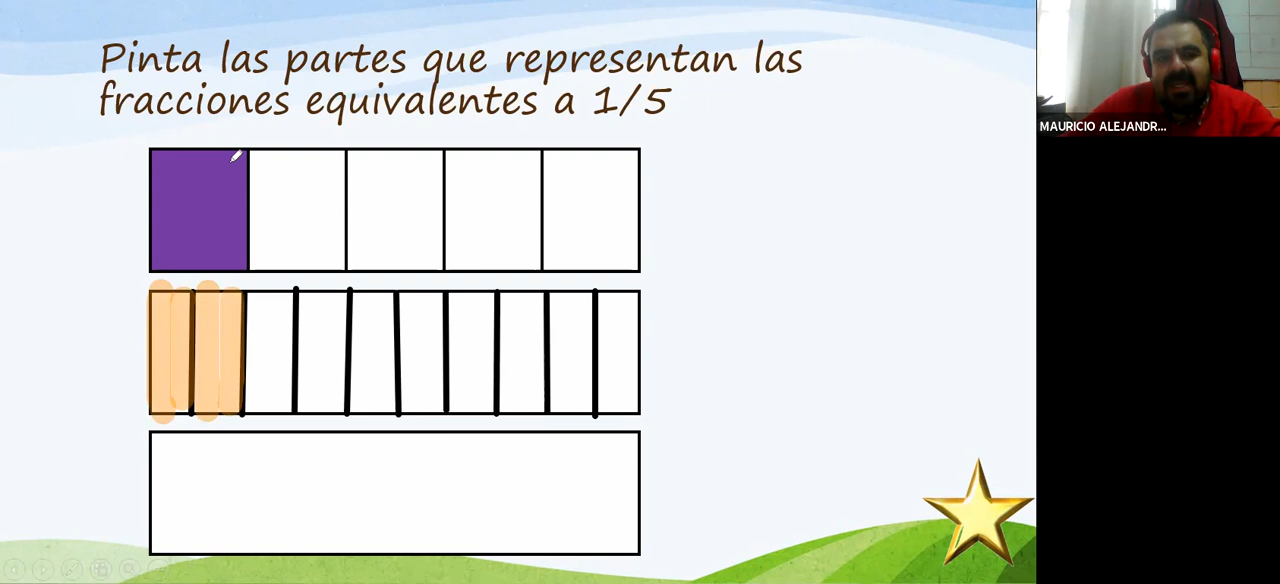 Pinta las partes que representan las
fracciones equivalentes a 1/5
MAURICIO ALEJANDR...